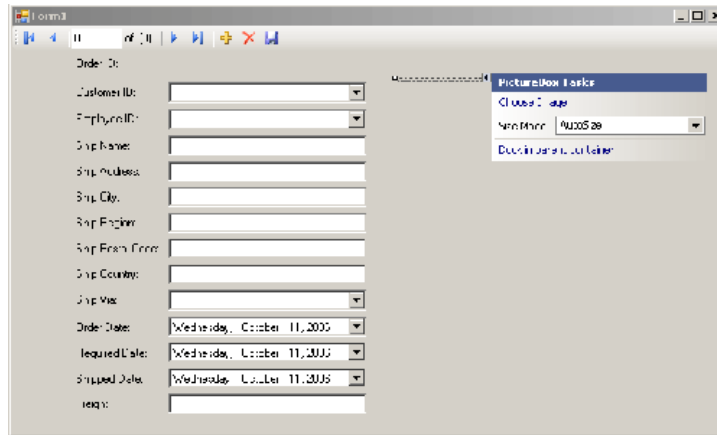 Form1
0 of {0}
Order ID:
Customer ID:
Employee ID:
Ship Name:
Ship Address:
Ship City:
Ship Region:
Ship Postal Code:
Ship Country:
Ship Via:
Order Date: Wednesday, October 11, 2006
Required Date: Wednesday, October 11, 2006
Shipped Date: Wednesday, October 11, 2006
Freight:
PictureBox Tasks
Choose Image
Size Mode AutoSize
Dock in parent container